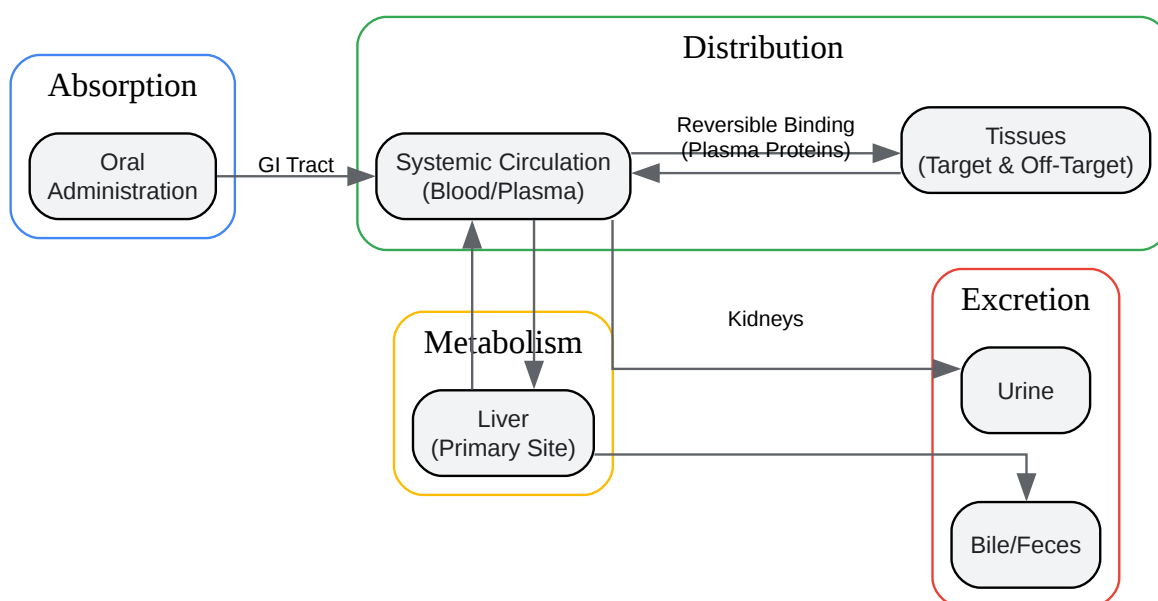 Distribution
Absorption
Oral
Administration
GI Tract
Systemic Circulation
(Blood/Plasma)
Reversible Binding
(Plasma Proteins)
Tissues
(Target & Off-Target)
Metabolism
Liver
(Primary Site)
Kidneys
Excretion
Urine
Bile/Feces